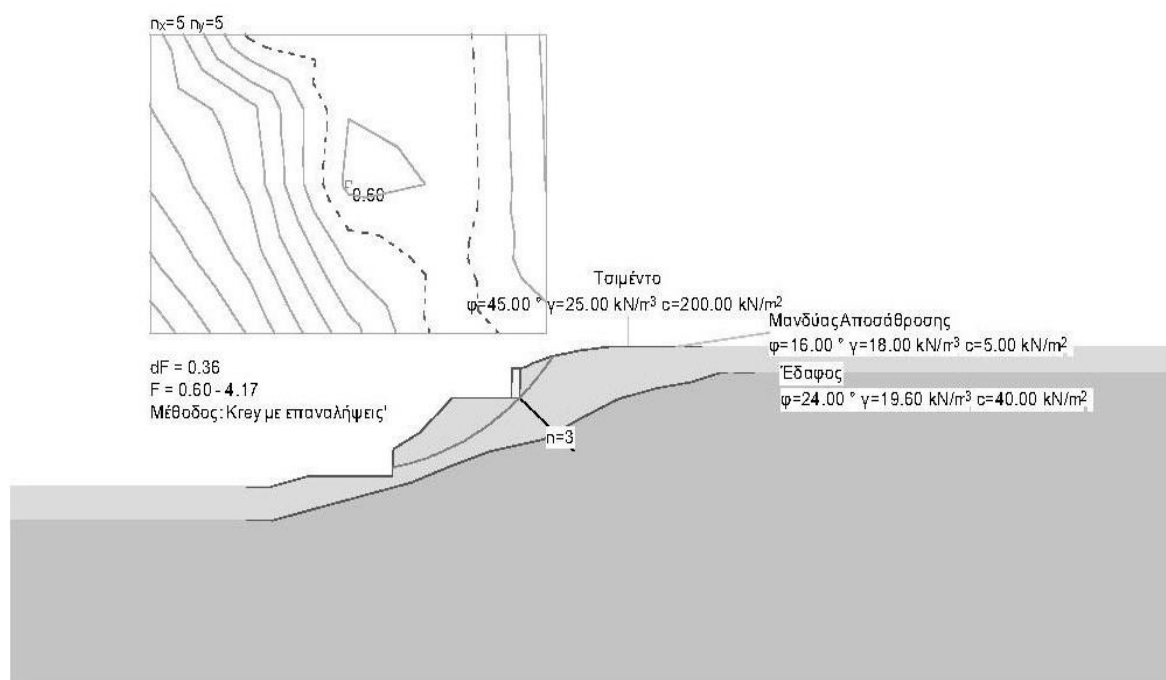 nx=5 ny=5
0.60
Τσιμέντο
φ=45.00 ° γ=25.00 kN/m³ c=200.00 kN/m²
Μανδύας Αποσάθρωσης
φ=16.00 ° γ=18.00 kN/m³ c=5.00 kN/m²
Έδαφος
φ=24.00 ° γ=19.60 kN/m³ c=40.00 kN/m²
dF = 0.36
F = 0.60 - 4.17
Μέθοδος: Krey με επαναλήψεις'
n=3